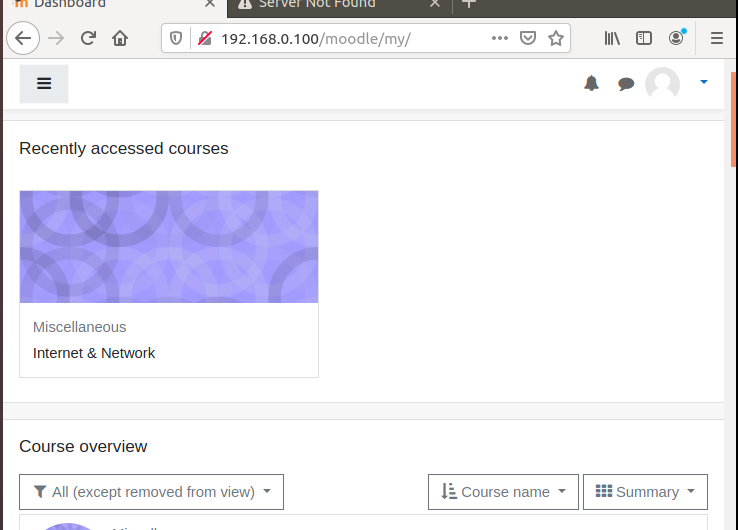 Dashboard
Server Not Found
192.168.0.100/moodle/my/
Recently accessed courses
Miscellaneous
Internet & Network
Course overview
All (except removed from view)
Course name
Summary